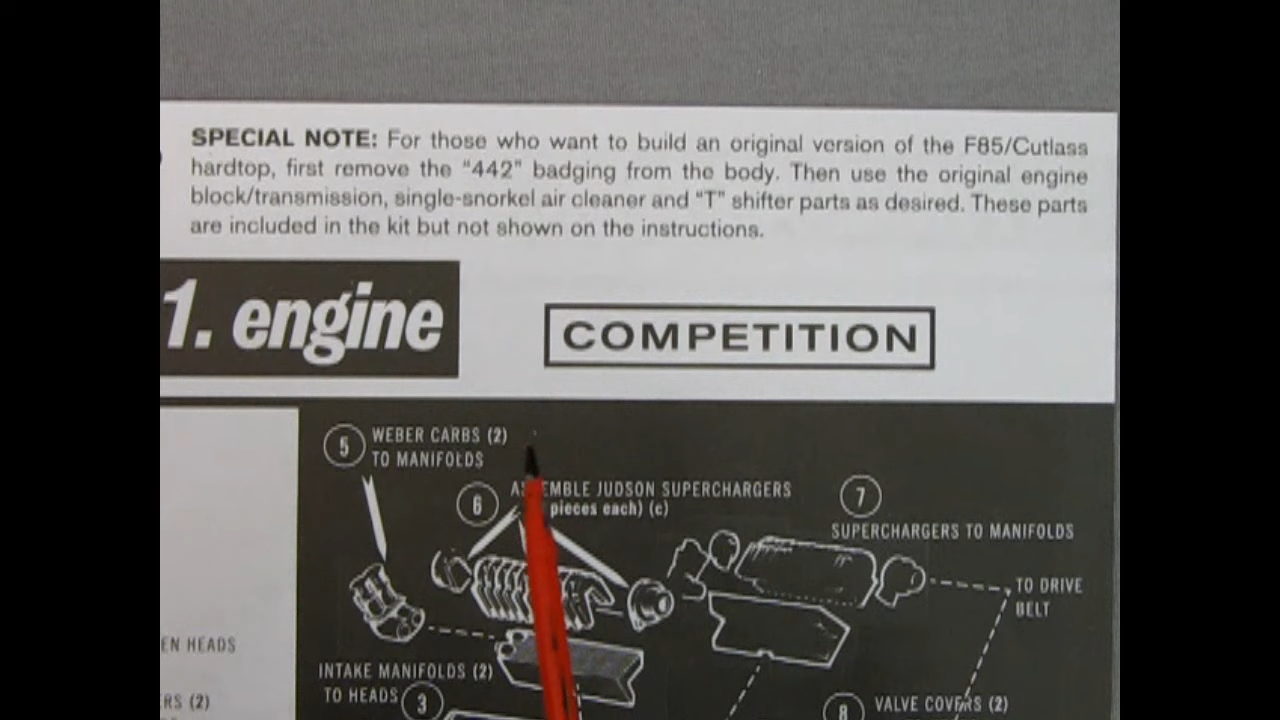 SPECIAL NOTE: For those who want to build an original version of the F85/Cutlass
hardtop, first remove the "442" badging from the body. Then use the original engine
block/transmission, single-snorkel air cleaner and "T" shifter parts as desired. These parts
are included in the kit but not shown on the instructions.
1. engine
COMPETITION
5
WEBER CARBS (2)
TO MANIFOLDS
6
JUDSON SUPERCHARGERS
pieces each) (c)
7
SUPERCHARGERS TO MANIFOLDS
TO DRIVE
BELT
HEADS
INTAKE MANIFOLDS (2)
TO HEADS
3
(2)
8
VALVE COVERS (2)